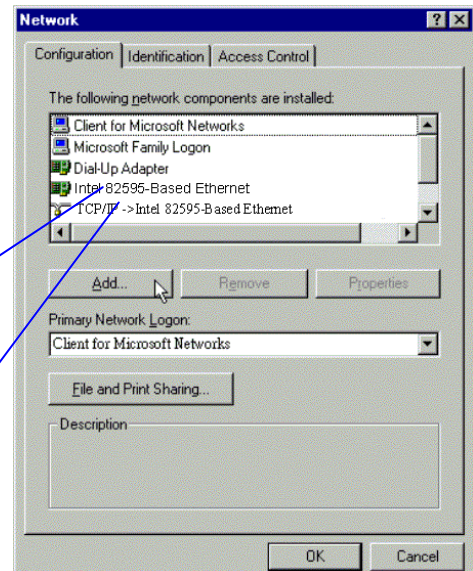 Network
Configuration Identification Access Control
The following network components are installed:
Client for Microsoft Networks
Microsoft Family Logon
Dial-Up Adapter
Intel 82595-Based Ethernet
TCP/IP ->Intel 82595-Based Ethernet
Add... Remove Properties
Primary Network Logon:
Client for Microsoft Networks
File and Print Sharing...
Description
OK Cancel